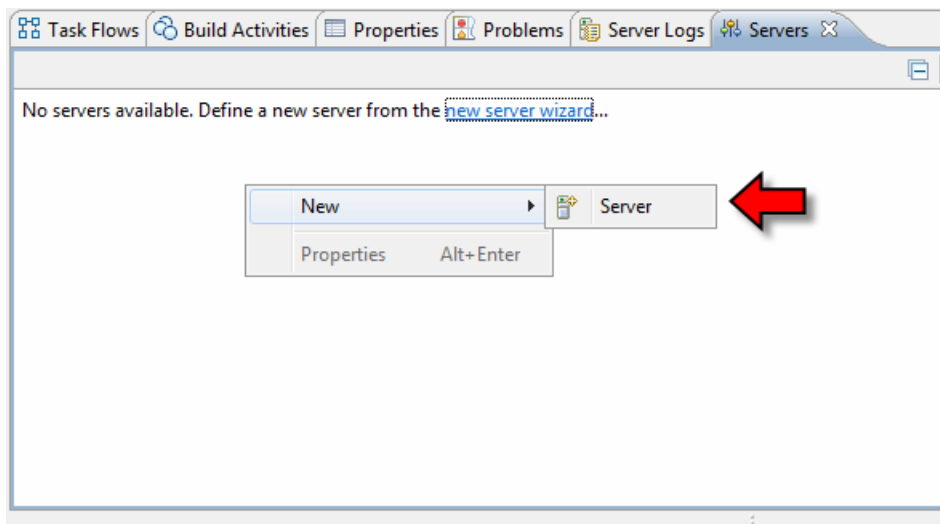 Task Flows Build Activities Properties Problems Server Logs Servers
No servers available. Define a new server from the new server wizard...
New Server
Properties Alt+Enter